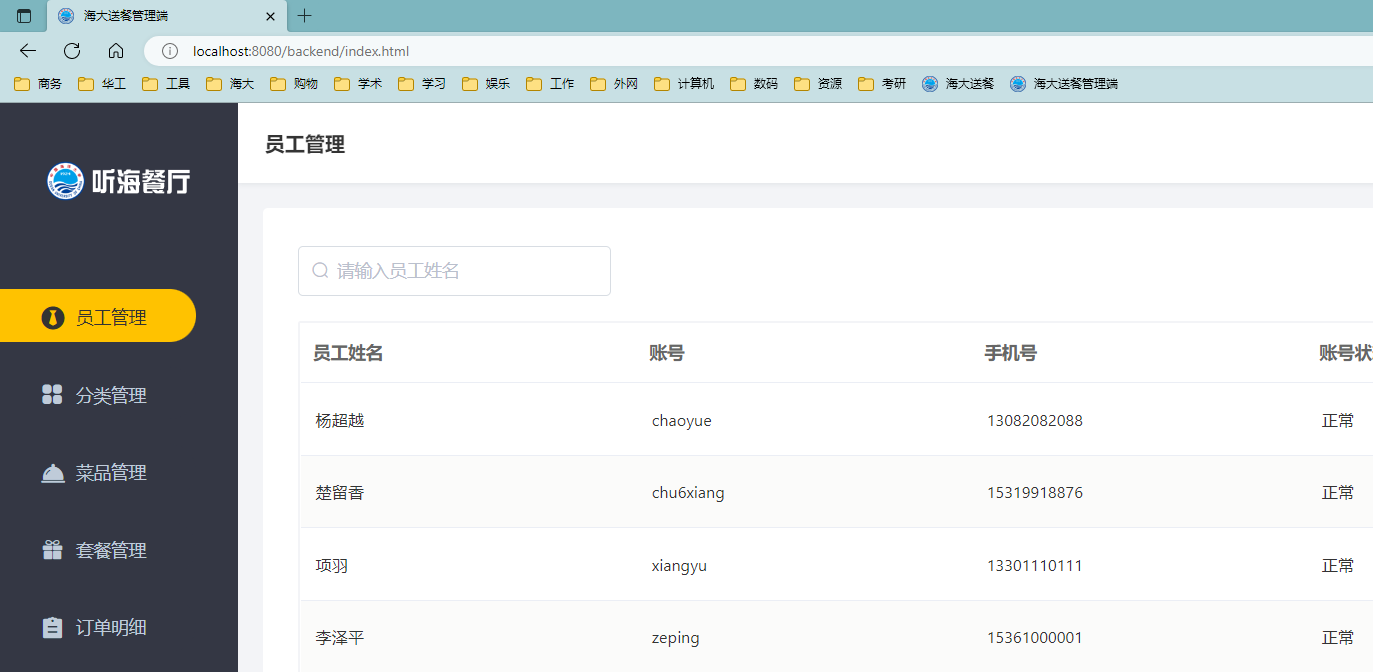 海大送餐管理端
localhost:8080/backend/index.html
商务 华工 工具 海大 购物 学术 学习 娱乐 工作 外网 计算机 数码 资源 考研 海大送餐 海大送餐管理端
听海餐厅
员工管理
员工管理
分类管理
菜品管理
套餐管理
订单明细
请输入员工姓名
员工姓名 账号 手机号 账号状
杨超越 chaoyue 13082082088 正常
楚留香 chu6xiang 15319918876 正常
项羽 xiangyu 13301110111 正常
李泽平 zeping 15361000001 正常